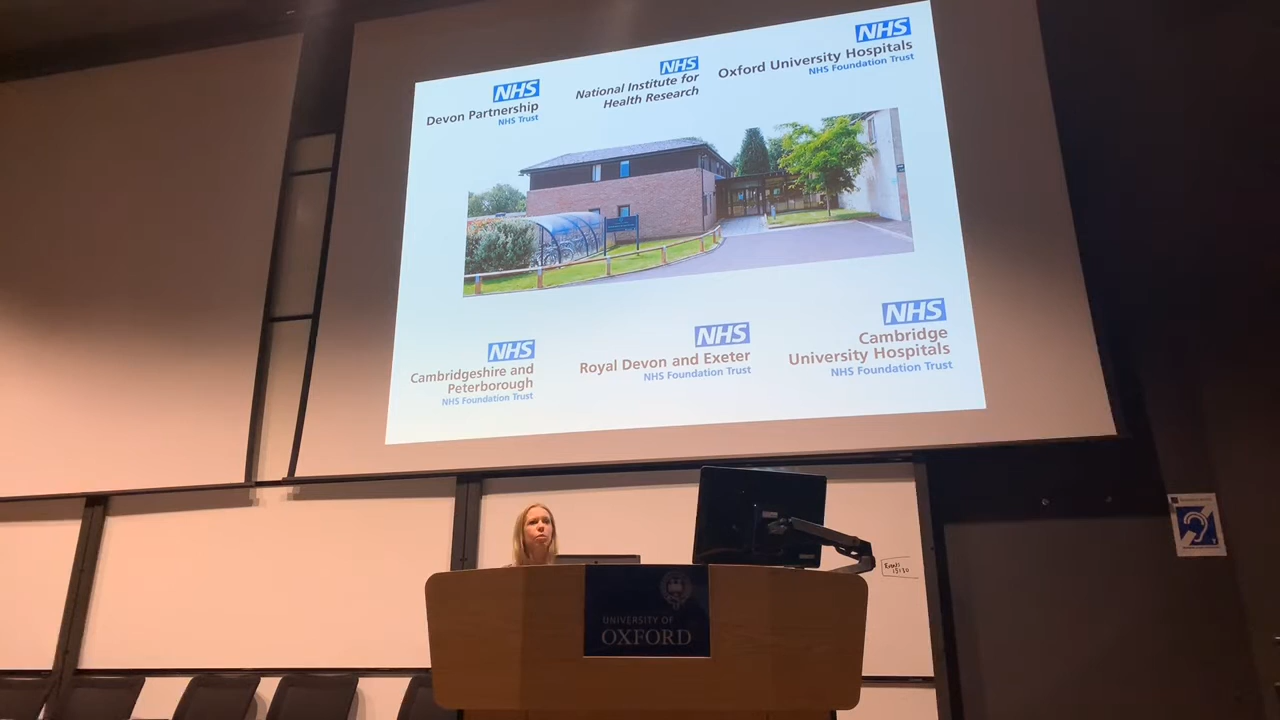 NHS
Devon Partnership
NHS Trust
NHS
National Institute for
Health Research
NHS
Oxford University Hospitals
NHS Foundation Trust
NHS
Cambridgeshire and
Peterborough
NHS Foundation Trust
NHS
Royal Devon and Exeter
NHS Foundation Trust
NHS
Cambridge
University Hospitals
NHS Foundation Trust
UNIVERSITY OF
OXFORD